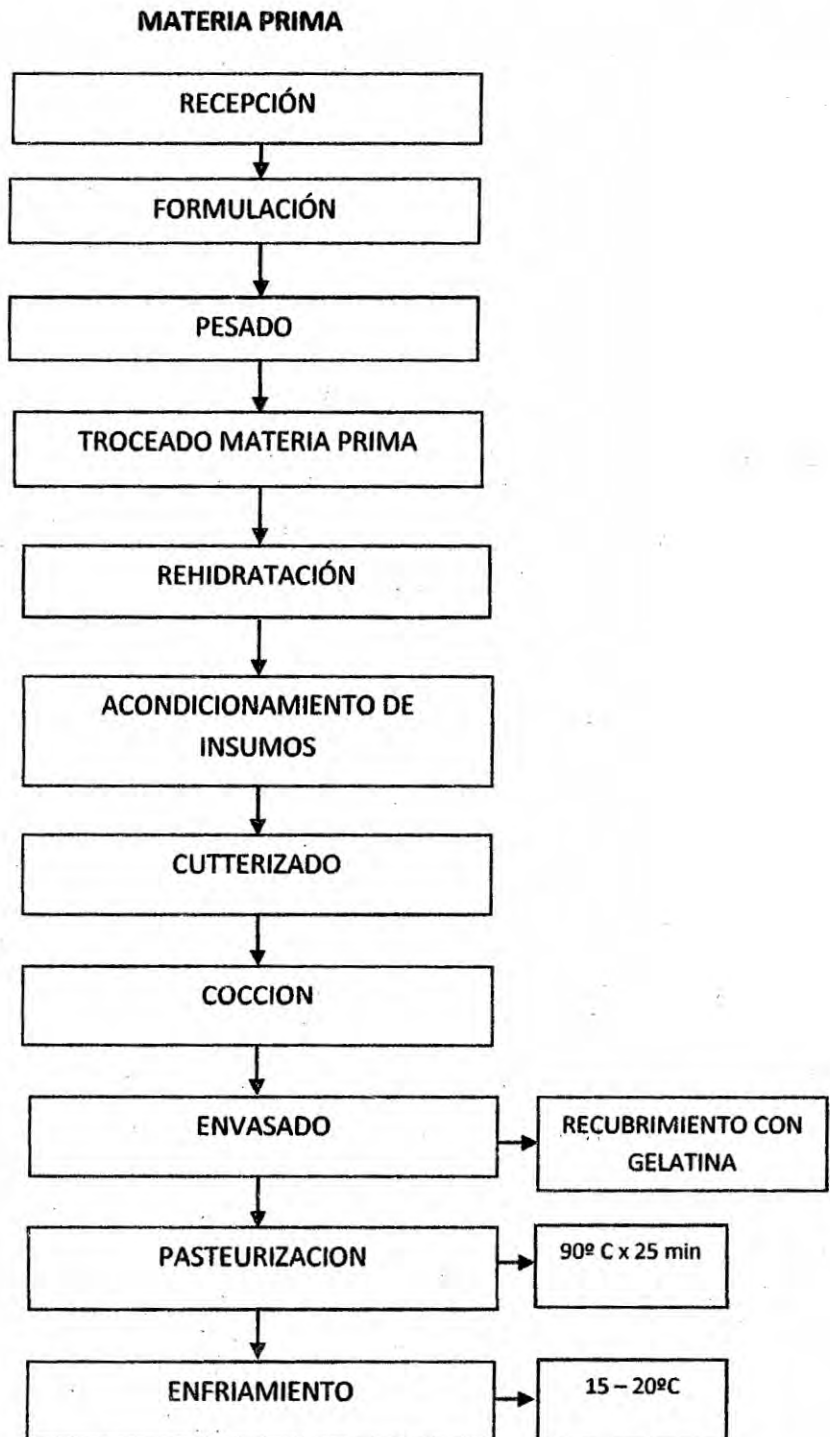 MATERIA PRIMA
RECEPCIÓN
FORMULACIÓN
PESADO
TROCEADO MATERIA PRIMA
REHIDRATACIÓN
ACONDICIONAMIENTO DE
INSUMOS
CUTTERIZADO
COCCION
ENVASADO
RECUBRIMIENTO CON
GELATINA
PASTEURIZACION
90º C x 25 min
ENFRIAMIENTO
15 – 20ºC